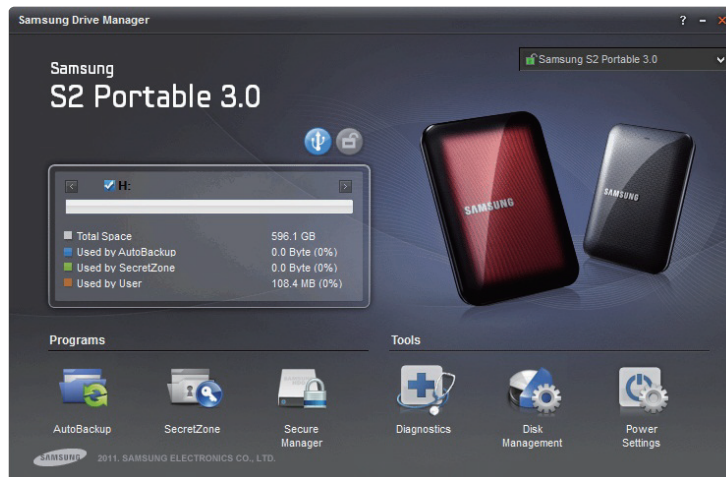 Samsung Drive Manager
? –
Samsung S2 Portable 3.0
Samsung
S2 Portable 3.0
H:
Total Space 596.1 GB
Used by AutoBackup 0.0 Byte (0%)
Used by SecretZone 0.0 Byte (0%)
Used by User 108.4 MB (0%)
SAMSUNG
SAMSUNG
Programs
Tools
AutoBackup
SecretZone
Secure
Manager
Diagnostics
Disk
Management
Power
Settings
SAMSUNG 2011. SAMSUNG ELECTRONICS CO., LTD.